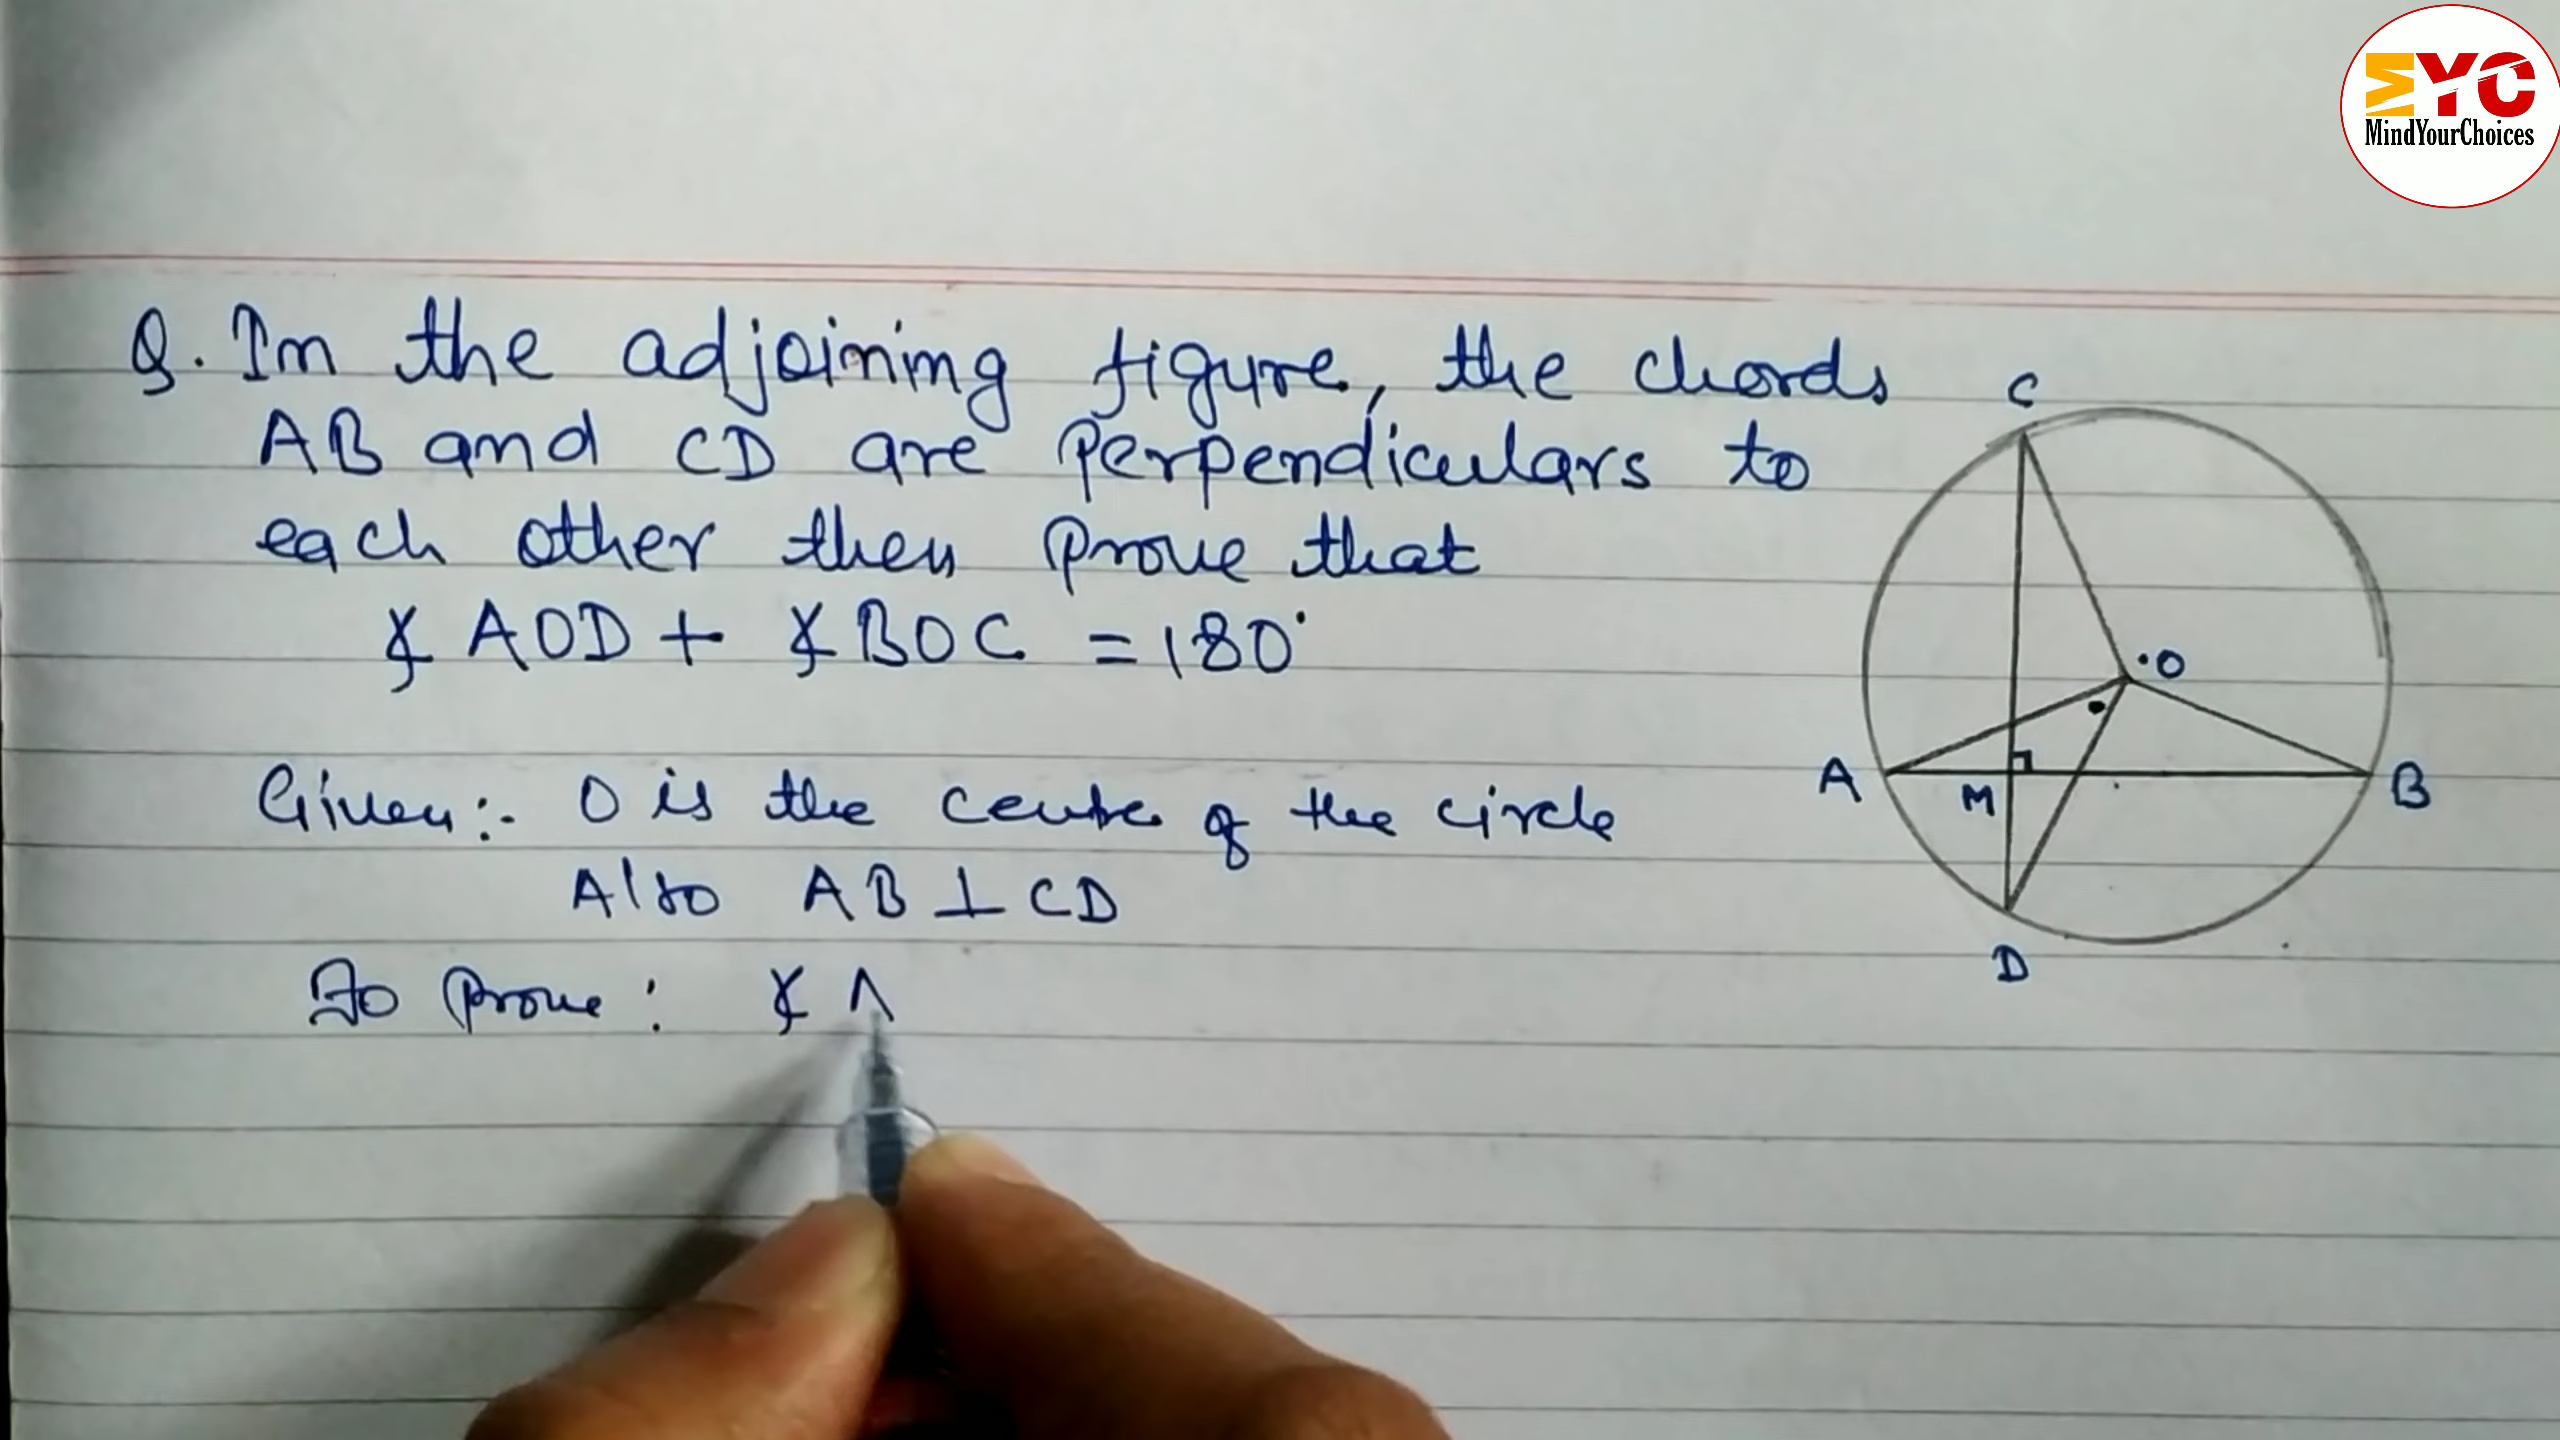 MYC
MindYourChoices
Q. In the adjoining figure, the chords
AB and CD are Perpendiculars to
each other then Prove that
∡ AOD + ∡ BOC = 180°
Given:- O is the centre of the circle
Also AB ⊥ CD
To Prove : ∡ Λ
C
O
A
M
B
D